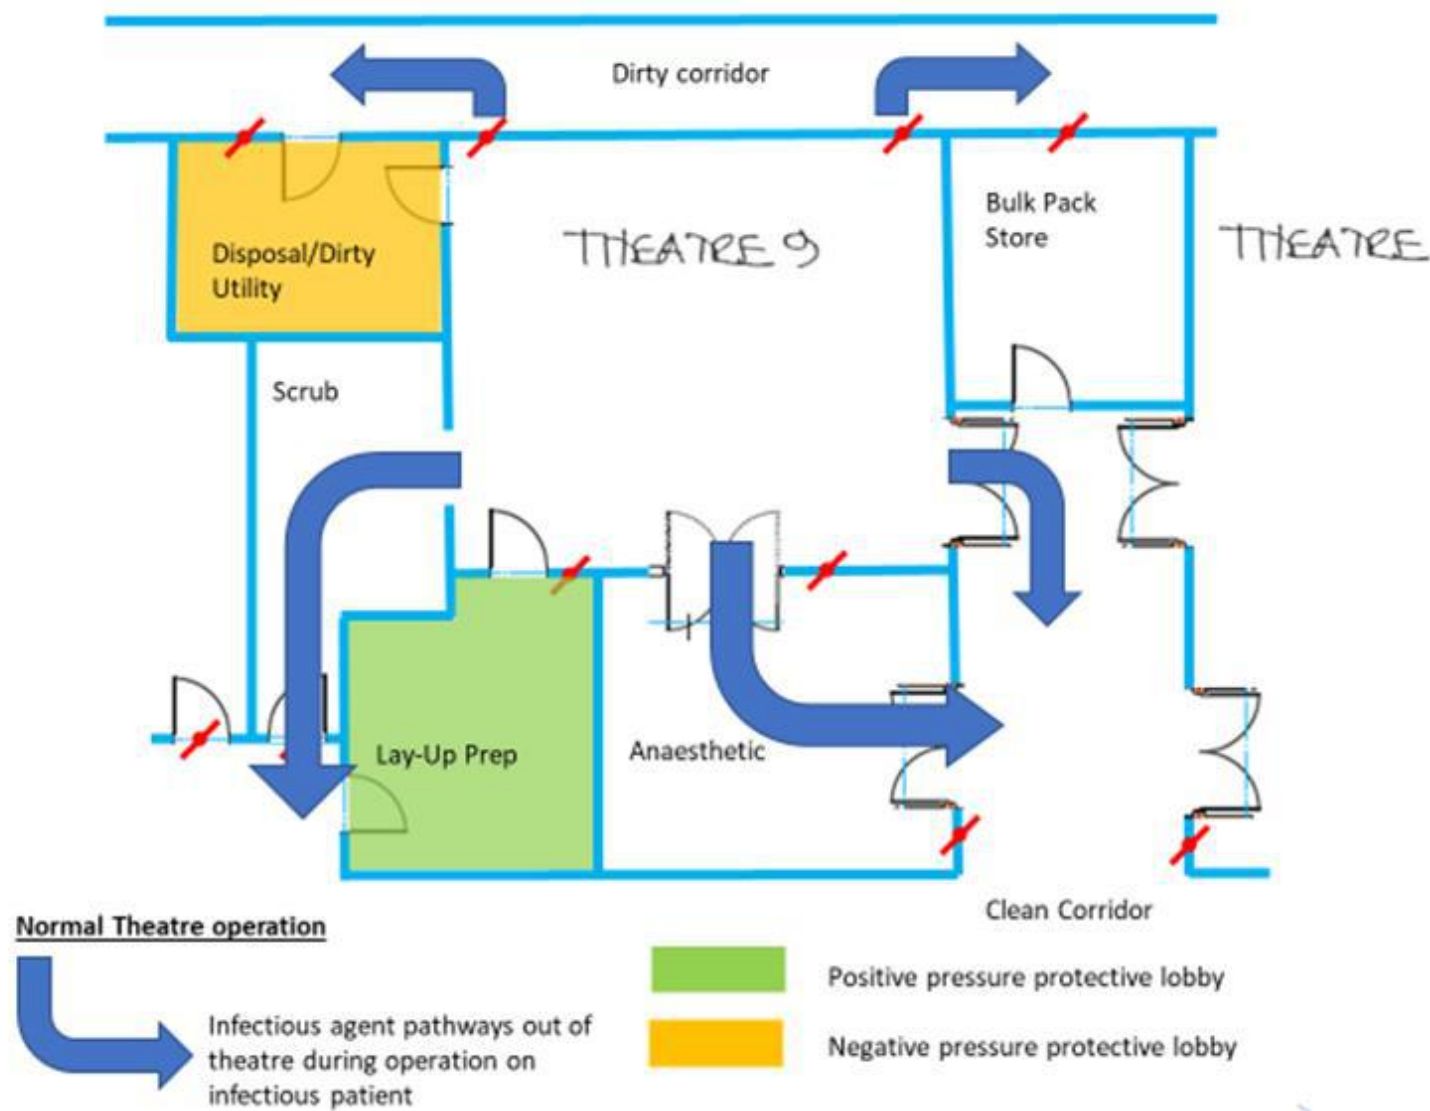 Dirty corridor
Bulk Pack
Store
Disposal/Dirty
Utility
THEATRE 9
THEATRE
Scrub
Lay-Up Prep
Anaesthetic
Clean Corridor
Normal Theatre operation
Infectious agent pathways out of
theatre during operation on
infectious patient
Positive pressure protective lobby
Negative pressure protective lobby